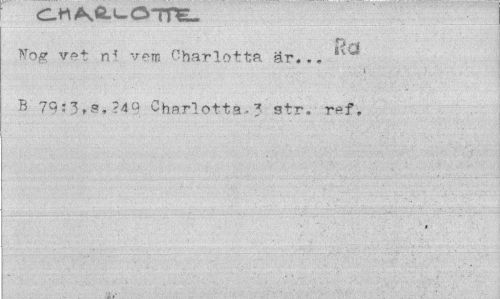 CHARLOTTE
Nog vet ni vem Charlotta är... Ra
B 79:3,s.249 Charlotta.3 str. ref.